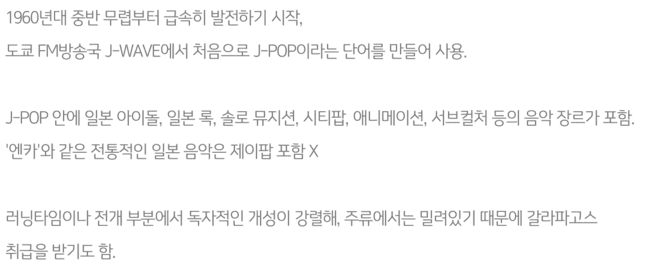 1960년대 중반 무렵부터 급속히 발전하기 시작,
도쿄 FM방송국 J-WAVE에서 처음으로 J-POP이라는 단어를 만들어 사용.
J-POP 안에 일본 아이돌, 일본 록, 솔로 뮤지션, 시티팝, 애니메이션, 서브컬처 등의 음악 장르가 포함.
'엔카'와 같은 전통적인 일본 음악은 제이팝 포함 X
러닝타임이나 전개 부분에서 독자적인 개성이 강렬해, 주류에서는 밀려있기 때문에 갈라파고스
취급을 받기도 함.